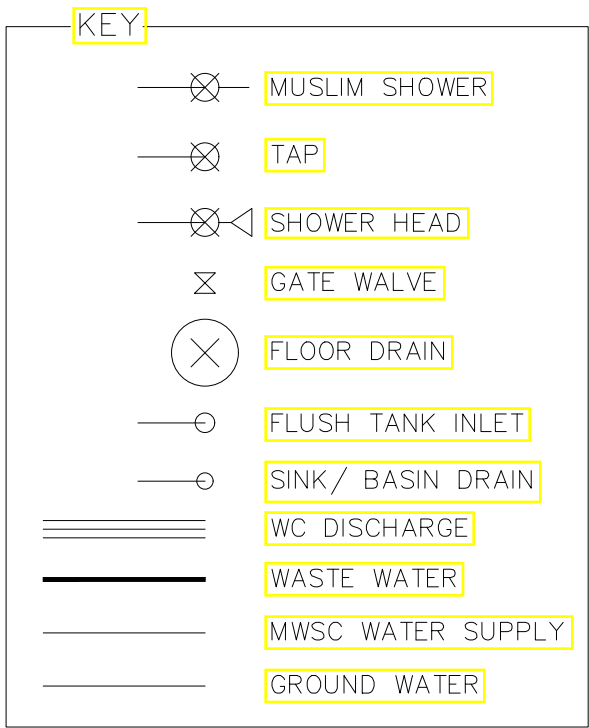 KEY
MUSLIM SHOWER
TAP
SHOWER HEAD
GATE WALVE
FLOOR DRAIN
FLUSH TANK INLET
SINK/ BASIN DRAIN
WC DISCHARGE
WASTE WATER
MWSC WATER SUPPLY
GROUND WATER